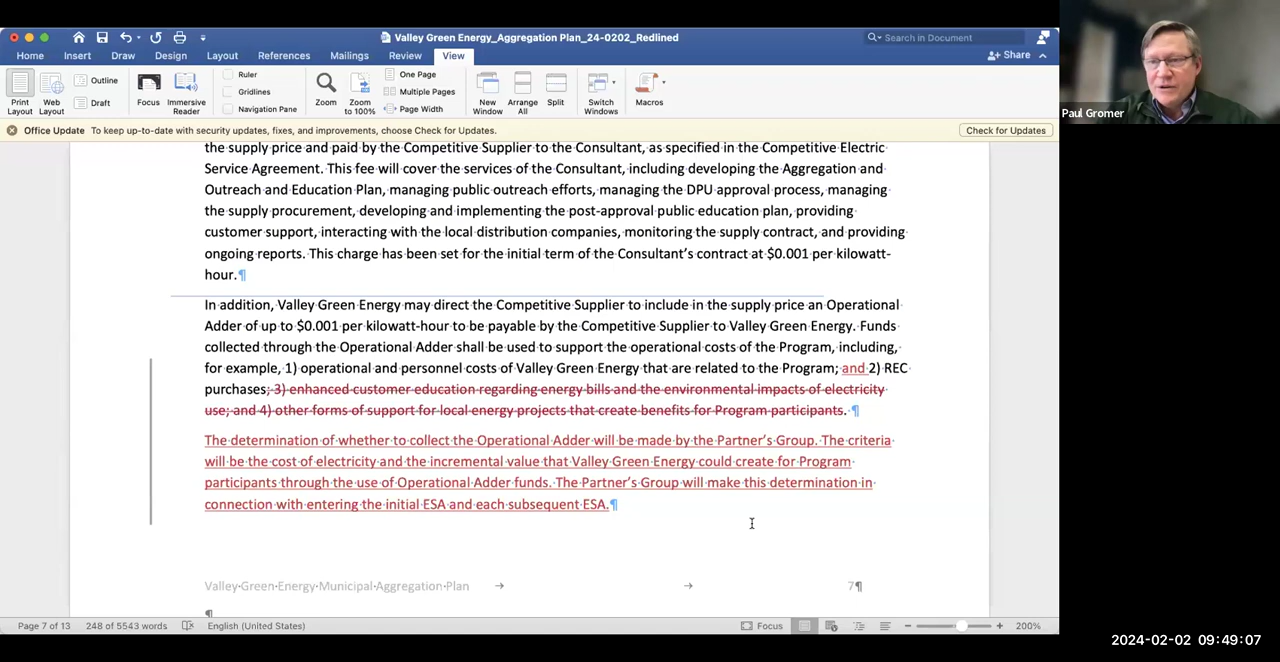 Valley Green Energy_Aggregation Plan_24-0202_Redlined
Search in Document
Home Insert Draw Design Layout References Mailings Review View
Share
Print Layout
Web Layout
Outline
Draft
Focus
Immersive Reader
Ruler
Gridlines
Navigation Pane
Zoom
Zoom to 100%
One Page
Multiple Pages
Page Width
New Window
Arrange All
Split
Switch Windows
Macros
Office Update To keep up-to-date with security updates, fixes, and improvements, choose Check for Updates.
Check for Updates
the supply price and paid by the Competitive Supplier to the Consultant, as specified in the Competitive Electric
Service Agreement. This fee will cover the services of the Consultant, including developing the Aggregation and
Outreach and Education Plan, managing public outreach efforts, managing the DPU approval process, managing
the supply procurement, developing and implementing the post-approval public education plan, providing
customer support, interacting with the local distribution companies, monitoring the supply contract, and providing
ongoing reports. This charge has been set for the initial term of the Consultant's contract at $0.001 per kilowatt-
hour.¶
In addition, Valley Green Energy may direct the Competitive Supplier to include in the supply price an Operational
Adder of up to $0.001 per kilowatt-hour to be payable by the Competitive Supplier to Valley Green Energy. Funds
collected through the Operational Adder shall be used to support the operational costs of the Program, including,
for example, 1) operational and personnel costs of Valley Green Energy that are related to the Program; and 2) REC
purchases; 3) enhanced customer education regarding energy bills and the environmental impacts of electricity
use; and 4) other forms of support for local energy projects that create benefits for Program participants. ¶
The determination of whether to collect the Operational Adder will be made by the Partner's Group. The criteria
will be the cost of electricity and the incremental value that Valley Green Energy could create for Program
participants through the use of Operational Adder funds. The Partner's Group will make this determination in
connection with entering the initial ESA and each subsequent ESA.¶
Valley Green Energy Municipal Aggregation Plan → → 7¶
¶
Page 7 of 13 248 of 5543 words English (United States) Focus 200%
Paul Gromer
2024-02-02 09:49:07